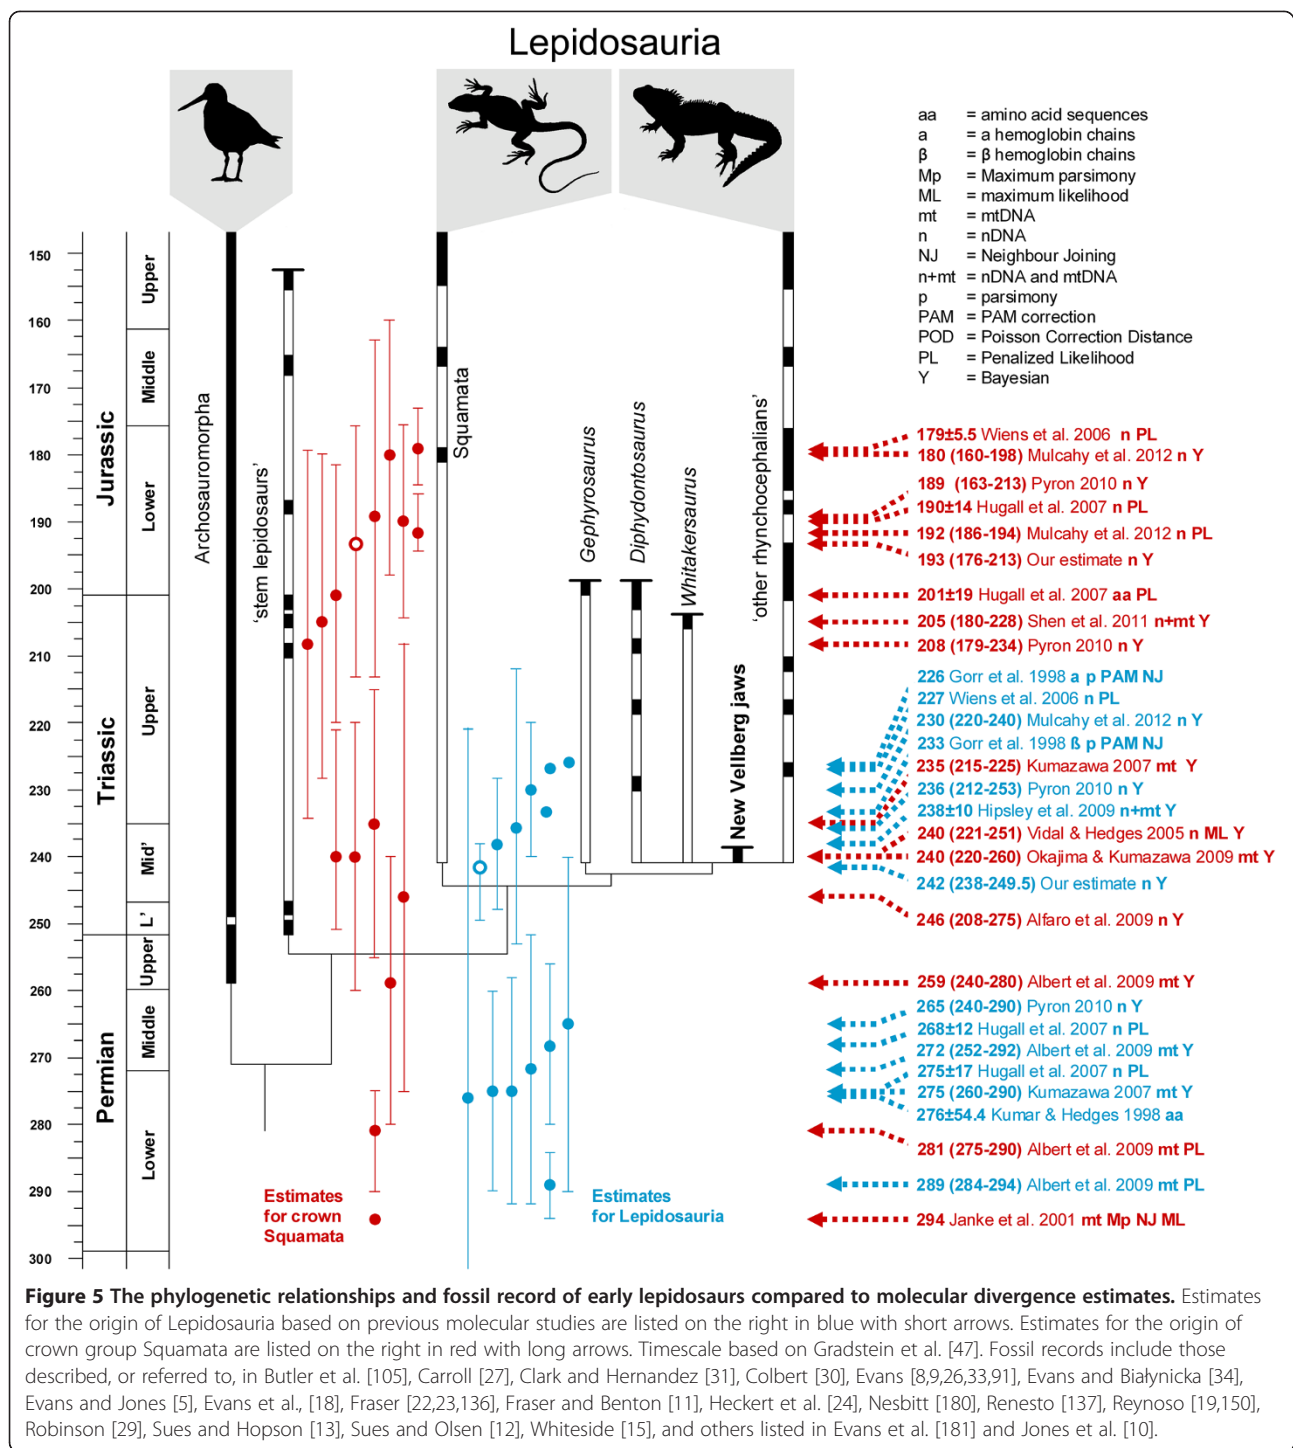 Lepidosauria
aa = amino acid sequences
a = a hemoglobin chains
β = β hemoglobin chains
Mp = Maximum parsimony
ML = maximum likelihood
mt = mtDNA
n = nDNA
NJ = Neighbour Joining
n+mt = nDNA and mtDNA
p = parsimony
PAM = PAM correction
POD = Poisson Correction Distance
PL = Penalized Likelihood
Y = Bayesian
150
160
170
180
190
200
210
220
230
240
250
260
270
280
290
300
Jurassic
Triassic
Permian
Upper
Middle
Lower
Upper
Mid'
L'
Upper
Middle
Lower
Archosauromorpha
'stem lepidosaurs'
Squamata
Gephyrosaurus
Diphydontosaurus
Whitakersaurus
New Vellberg jaws
'other rhynchocephalians'
179±5.5 Wiens et al. 2006 n PL
180 (160-198) Mulcahy et al. 2012 n Y
189 (163-213) Pyron 2010 n Y
190±14 Hugall et al. 2007 n PL
192 (186-194) Mulcahy et al. 2012 n PL
193 (176-213) Our estimate n Y
201±19 Hugall et al. 2007 aa PL
205 (180-228) Shen et al. 2011 n+mt Y
208 (179-234) Pyron 2010 n Y
226 Gorr et al. 1998 a p PAM NJ
227 Wiens et al. 2006 n PL
230 (220-240) Mulcahy et al. 2012 n Y
233 Gorr et al. 1998 ß p PAM NJ
235 (215-225) Kumazawa 2007 mt Y
236 (212-253) Pyron 2010 n Y
238±10 Hipsley et al. 2009 n+mt Y
240 (221-251) Vidal & Hedges 2005 n ML Y
240 (220-260) Okajima & Kumazawa 2009 mt Y
242 (238-249.5) Our estimate n Y
246 (208-275) Alfaro et al. 2009 n Y
259 (240-280) Albert et al. 2009 mt Y
265 (240-290) Pyron 2010 n Y
268±12 Hugall et al. 2007 n PL
272 (252-292) Albert et al. 2009 mt Y
275±17 Hugall et al. 2007 n PL
275 (260-290) Kumazawa 2007 mt Y
276±54.4 Kumar & Hedges 1998 aa
281 (275-290) Albert et al. 2009 mt PL
289 (284-294) Albert et al. 2009 mt PL
294 Janke et al. 2001 mt Mp NJ ML
Estimates
for crown
Squamata
Estimates
for Lepidosauria
Figure 5 The phylogenetic relationships and fossil record of early lepidosaurs compared to molecular divergence estimates. Estimates
for the origin of Lepidosauria based on previous molecular studies are listed on the right in blue with short arrows. Estimates for the origin of
crown group Squamata are listed on the right in red with long arrows. Timescale based on Gradstein et al. [47]. Fossil records include those
described, or referred to, in Butler et al. [105], Carroll [27], Clark and Hernandez [31], Colbert [30], Evans [8,9,26,33,91], Evans and Białynicka [34],
Evans and Jones [5], Evans et al., [18], Fraser [22,23,136], Fraser and Benton [11], Heckert et al. [24], Nesbitt [180], Renesto [137], Reynoso [19,150],
Robinson [29], Sues and Hopson [13], Sues and Olsen [12], Whiteside [15], and others listed in Evans et al. [181] and Jones et al. [10].